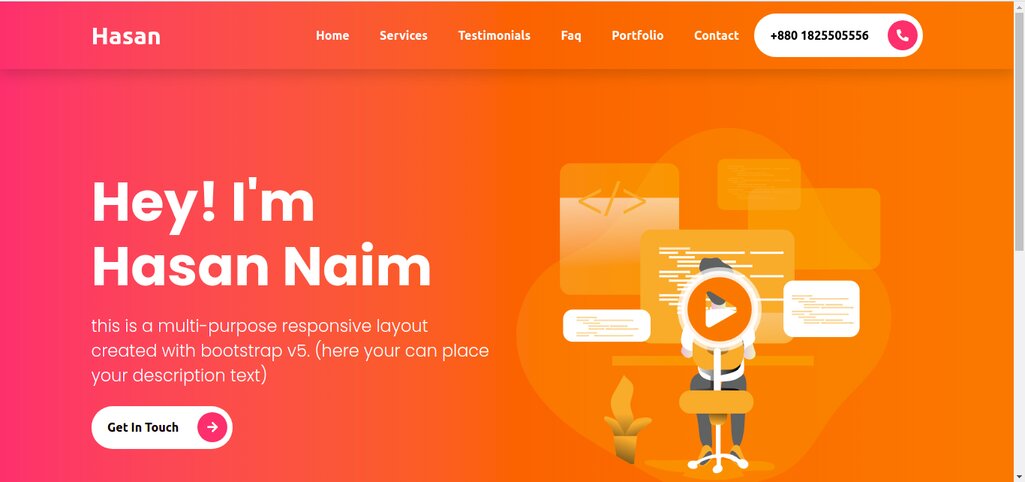 Hasan
Home
Services
Testimonials
Faq
Portfolio
Contact
+880 1825505556
Hey! I'm
Hasan Naim
this is a multi-purpose responsive layout
created with bootstrap v5. (here your can place
your description text)
Get In Touch
</>